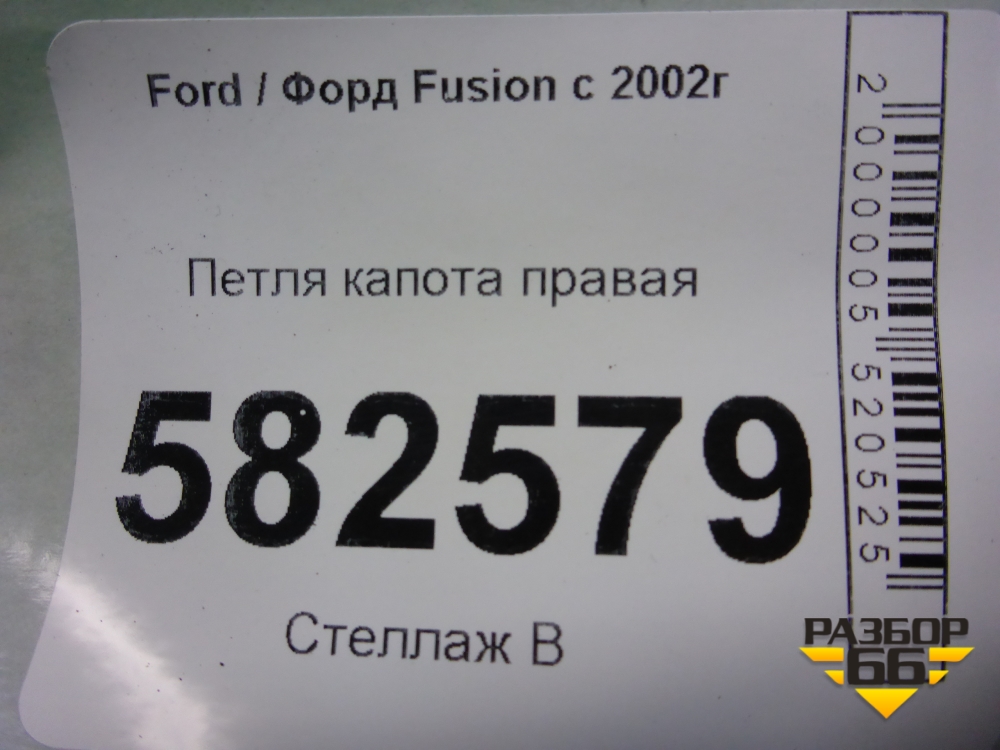 Ford / Форд Fusion с 2002г
Петля капота правая
582579
Стеллаж В
2000005520525
РАЗБОР
66